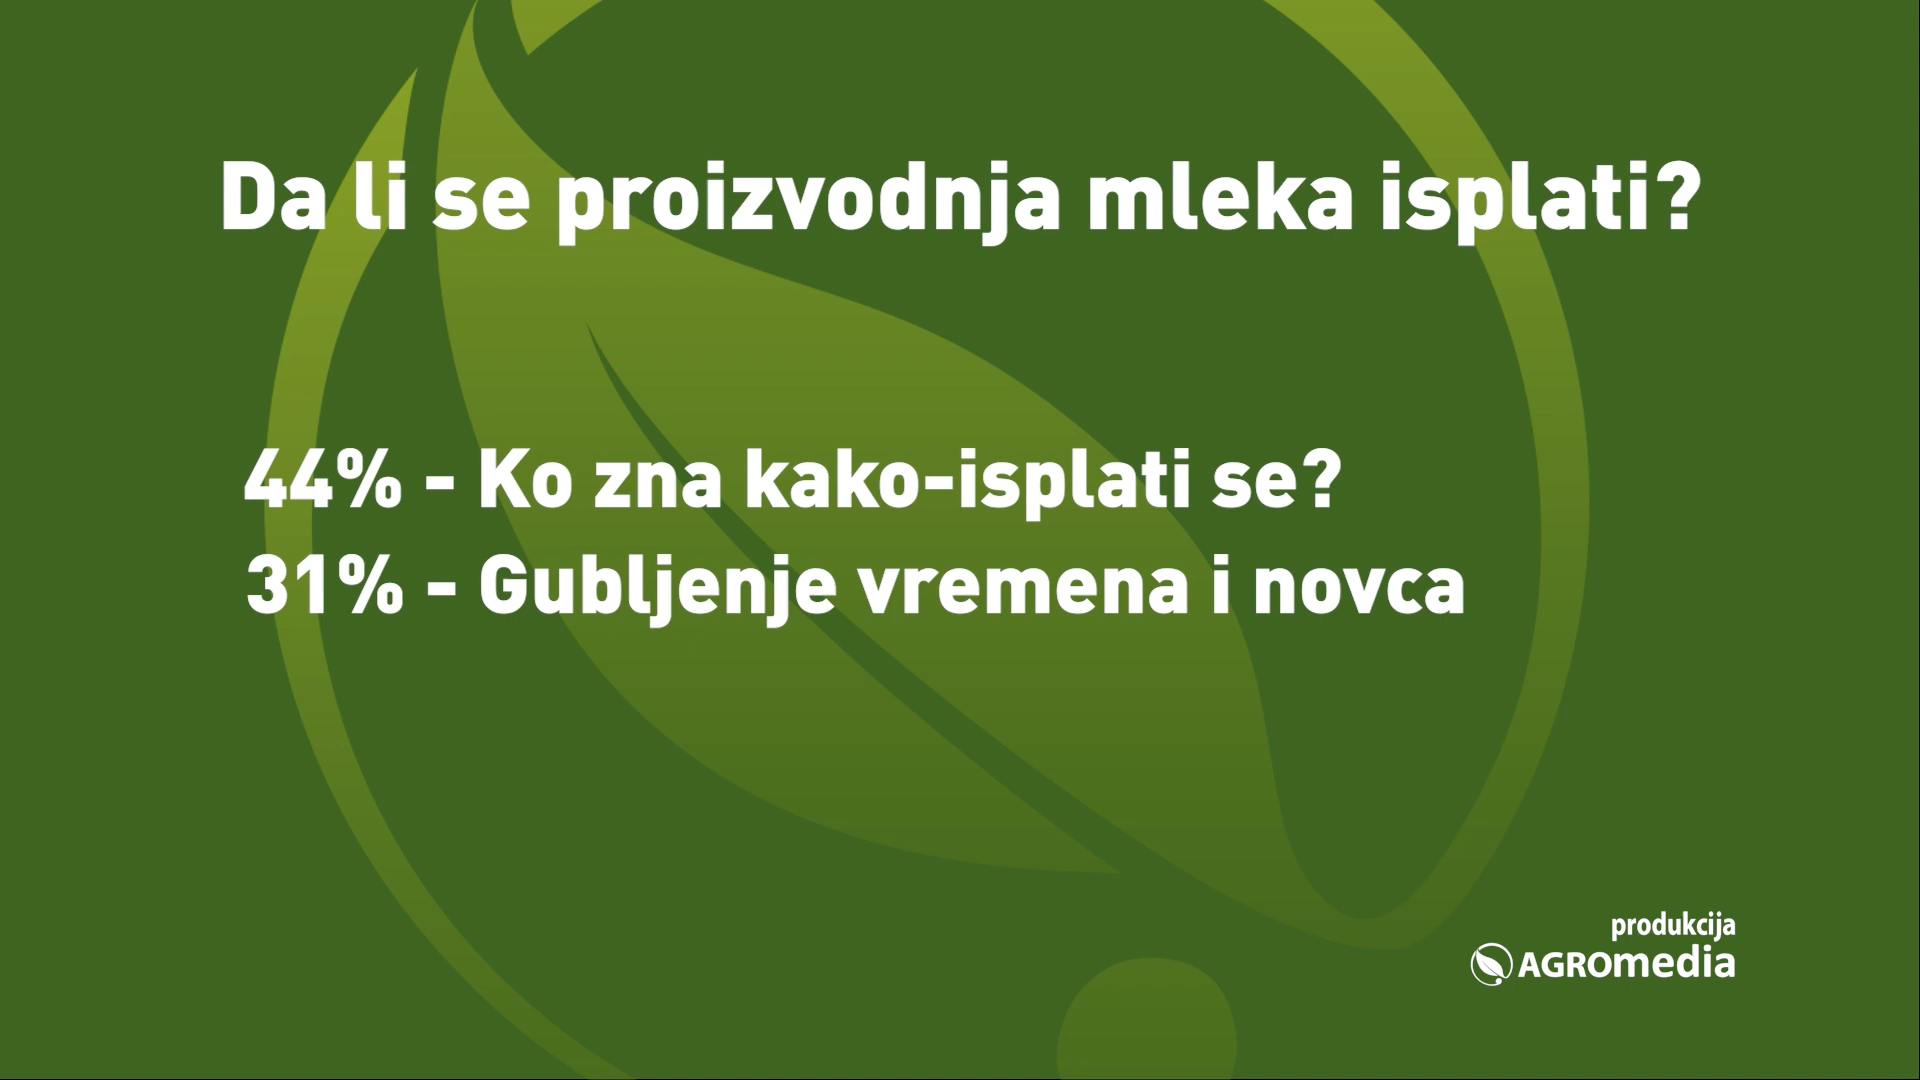 Da li se proizvodnja mleka isplati?
44% - Ko zna kako-isplati se?
31% - Gubljenje vremena i novca
produkcija
AGROmedia